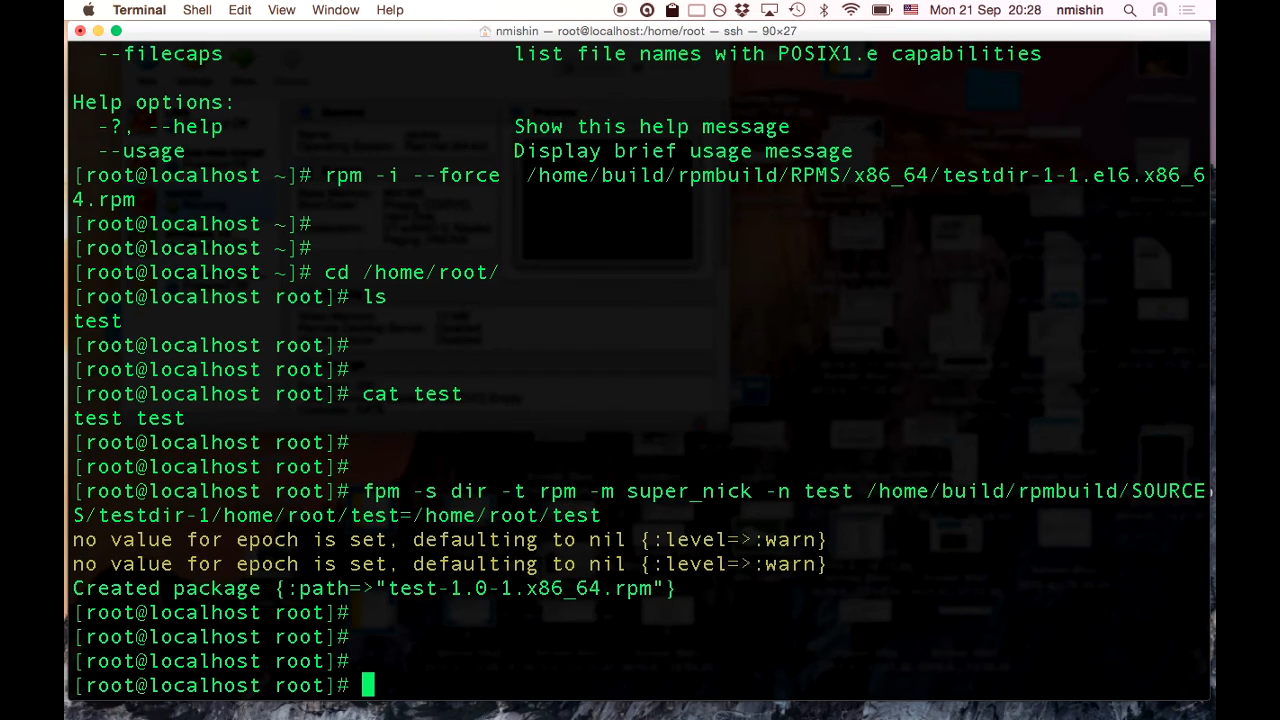 Terminal Shell Edit View Window Help Mon 21 Sep 20:28 nmishin
nmishin — root@localhost:/home/root — ssh — 90×27
--filecaps list file names with POSIX1.e capabilities
Help options:
-?, --help Show this help message
--usage Display brief usage message
[root@localhost ~]# rpm -i --force /home/build/rpmbuild/RPMS/x86_64/testdir-1-1.el6.x86_6
4.rpm
[root@localhost ~]#
[root@localhost ~]#
[root@localhost ~]# cd /home/root/
[root@localhost root]# ls
test
[root@localhost root]#
[root@localhost root]#
[root@localhost root]# cat test
test test
[root@localhost root]#
[root@localhost root]#
[root@localhost root]# fpm -s dir -t rpm -m super_nick -n test /home/build/rpmbuild/SOURCE
S/testdir-1/home/root/test=/home/root/test
no value for epoch is set, defaulting to nil {:level=>:warn}
no value for epoch is set, defaulting to nil {:level=>:warn}
Created package {:path=>"test-1.0-1.x86_64.rpm"}
[root@localhost root]#
[root@localhost root]#
[root@localhost root]#
[root@localhost root]#